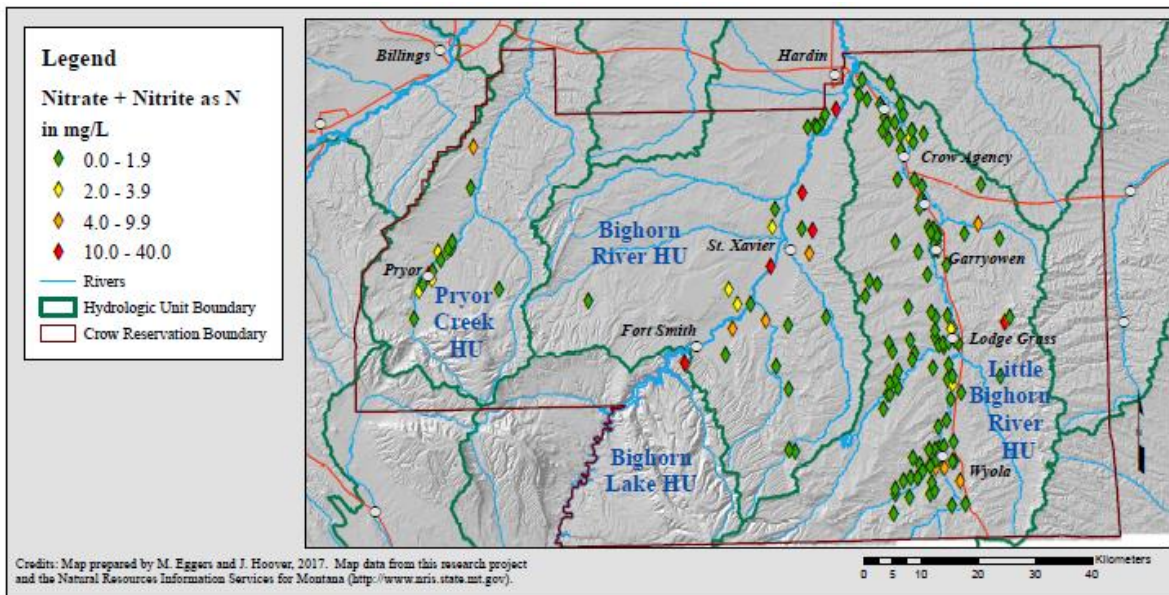 Legend
Nitrate + Nitrite as N
in mg/L
0.0 - 1.9
2.0 - 3.9
4.0 - 9.9
10.0 - 40.0
Rivers
Hydrologic Unit Boundary
Crow Reservation Boundary
Billings
Hardin
Crow Agency
Bighorn
River HU
St. Xavier
Garryowen
Pryor
Pryor
Creek
HU
Fort Smith
Lodge Grass
Little
Bighorn
River
HU
Bighorn
Lake HU
Wyola
Credits: Map prepared by M. Eggers and J. Hoover, 2017. Map data from this research project
and the Natural Resources Information Services for Montana (http://www.nris.state.mt.gov).
Kilometers
0 5 10 20 30 40